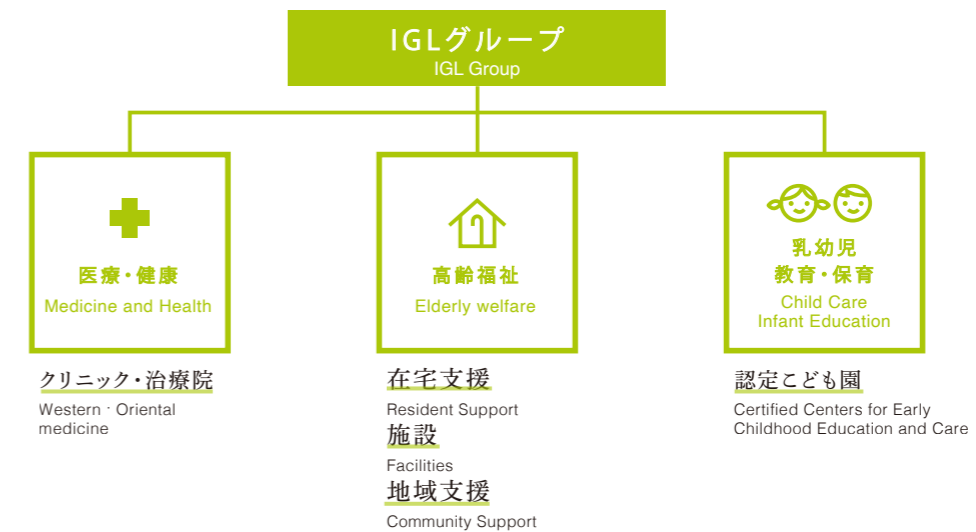 IGLグループ
IGL Group
医療・健康
Medicine and Health
クリニック・治療院
Western · Oriental
medicine
高齢福祉
Elderly welfare
在宅支援
Resident Support
施設
Facilities
地域支援
Community Support
乳幼児
教育・保育
Child Care
Infant Education
認定こども園
Certified Centers for Early
Childhood Education and Care